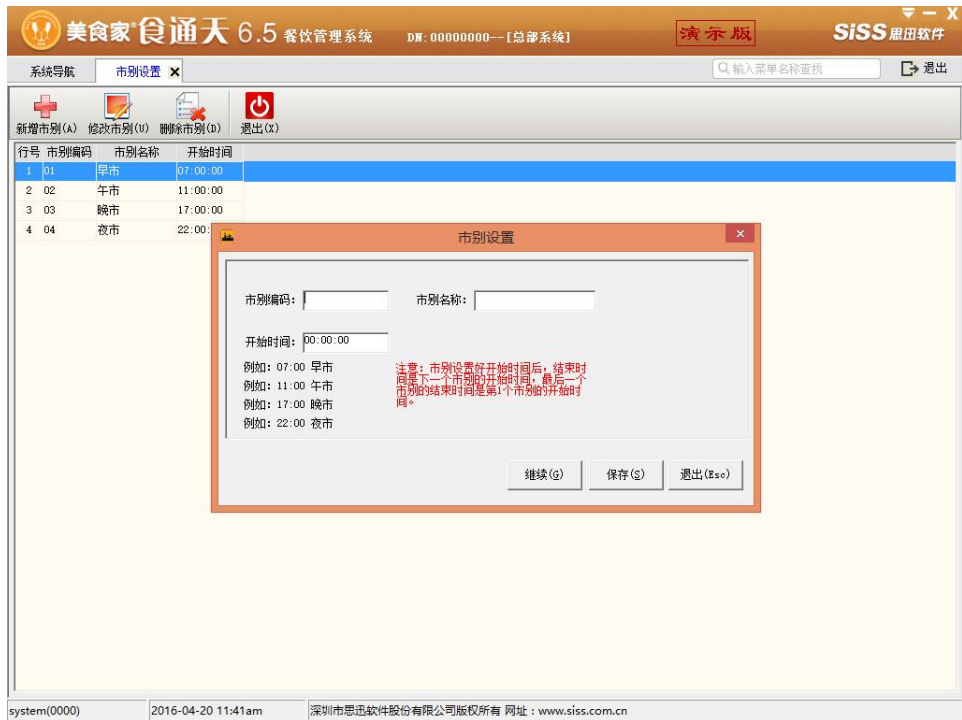 美食家®食通天 6.5 餐饮管理系统 DN:00000000--[总部系统] 演示版 SiSS 思迅软件
系统导航 市别设置 输入菜单名称查找 退出
新增市别(A) 修改市别(U) 删除市别(D) 退出(X)
行号 市别编码 市别名称 开始时间
1 01 早市 07:00:00
2 02 午市 11:00:00
3 03 晚市 17:00:00
4 04 夜市 22:00:
市别设置
市别编码: 市别名称:
开始时间: 00:00:00
例如: 07:00 早市
例如: 11:00 午市
例如: 17:00 晚市
例如: 22:00 夜市
注意: 市别设置好开始时间后, 结束时
间是下一个市别的开始时间, 最后一个
市别的结束时间是第1个市别的开始时
间。
继续(G) 保存(S) 退出(Esc)
system(0000) 2016-04-20 11:41am 深圳市思迅软件股份有限公司版权所有 网址：www.siss.com.cn